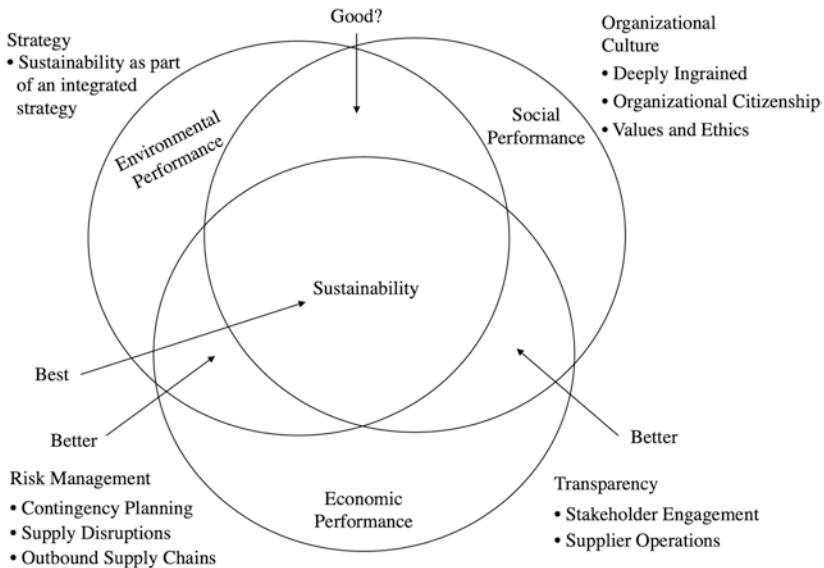 Good?
Strategy
• Sustainability as part
of an integrated
strategy
Organizational
Culture
• Deeply Ingrained
• Organizational Citizenship
• Values and Ethics
Environmental
Performance
Social
Performance
Sustainability
Best
Better
Better
Risk Management
• Contingency Planning
• Supply Disruptions
• Outbound Supply Chains
Economic
Performance
Transparency
• Stakeholder Engagement
• Supplier Operations